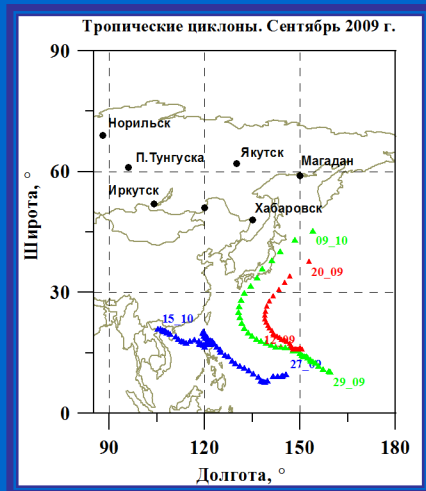 Тропические циклоны. Сентябрь 2009 г.
90
Норильск
П.Тунгуска
Якутск
Магадан
60
Иркутск
Хабаровск
09_10
20_09
30
15_10
12_09
27_09
29_09
0
90
120
150
180
Широта, °
Долгота, °